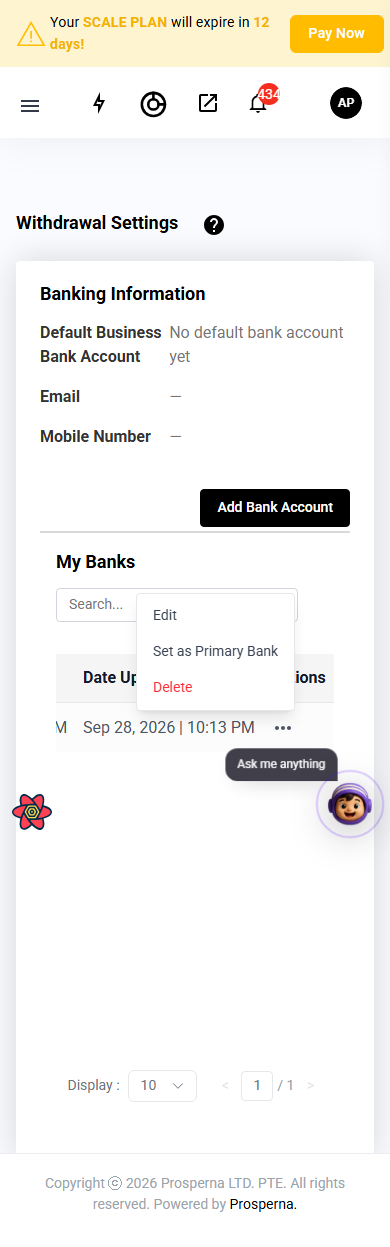 Your SCALE PLAN will expire in 12
days!
Pay Now
434
AP
Withdrawal Settings
Banking Information
Default Business No default bank account
Bank Account yet
Email —
Mobile Number —
Add Bank Account
My Banks
Search...
Edit
Set as Primary Bank
Delete
Date Up ions
M Sep 28, 2026 | 10:13 PM •••
Ask me anything
Display : 10 < 1 / 1 >
Copyright © 2026 Prosperna LTD. PTE. All rights
reserved. Powered by Prosperna.